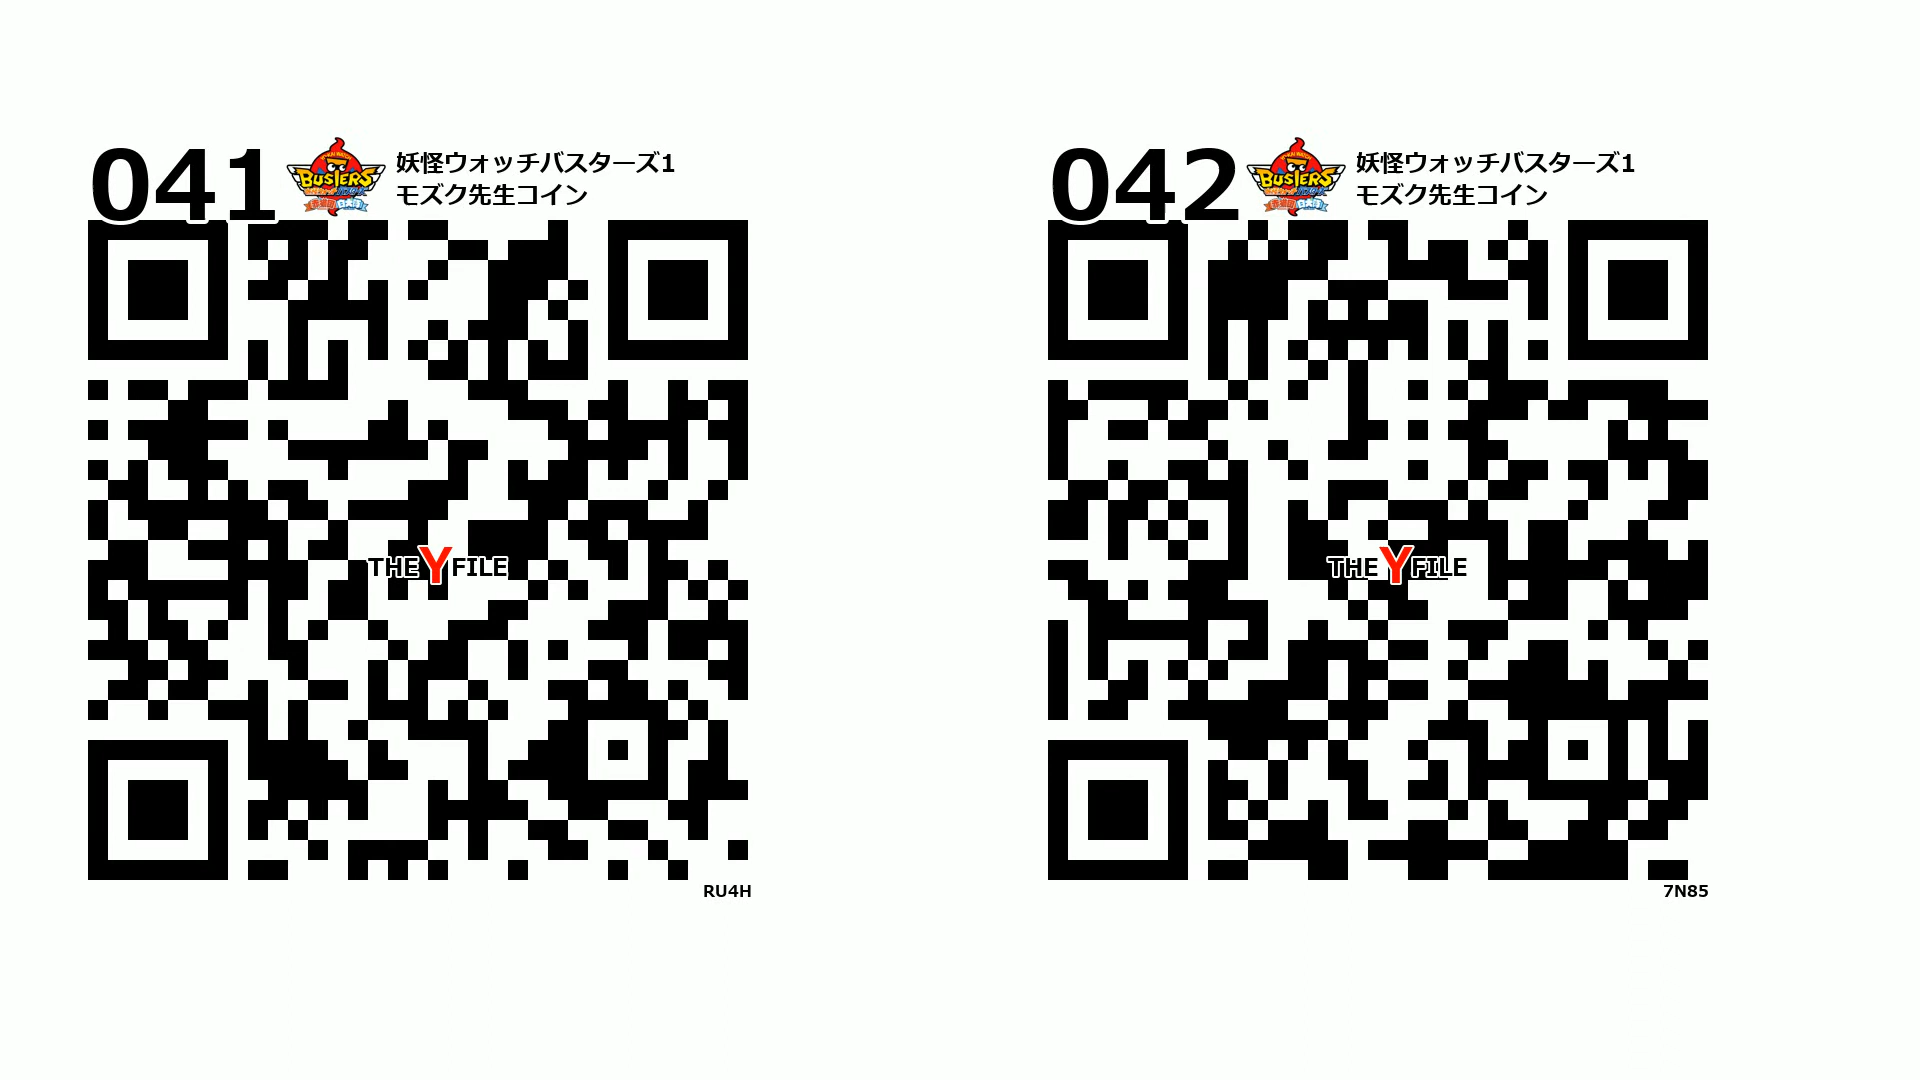 041
BUSTERS
妖怪ウォッチバスターズ1
モズク先生コイン
THE Y FILE
RU4H
042
BUSTERS
妖怪ウォッチバスターズ1
モズク先生コイン
THE Y FILE
7N85